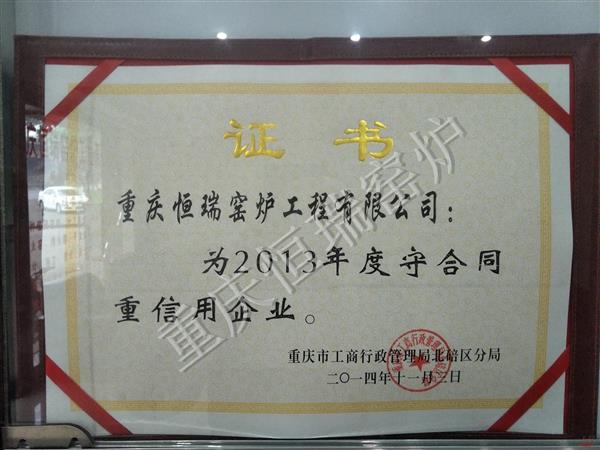 证书
重庆恒瑞窑炉工程有限公司：
为2013年度守合同
重信用企业。
重庆市工商行政管理局北碚区分局
二〇一四年十一月三日
重庆恒瑞窑炉